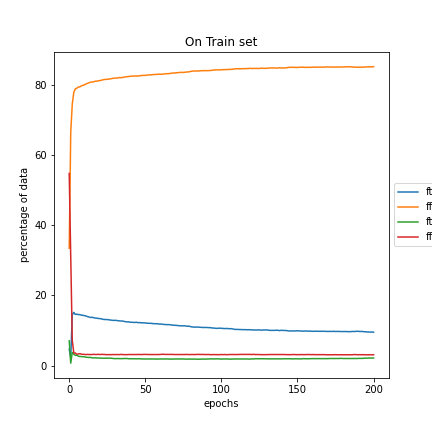 On Train set
percentage of data
80
60
40
20
0
0 50 100 150 200
epochs
ft
ff
ft
ff